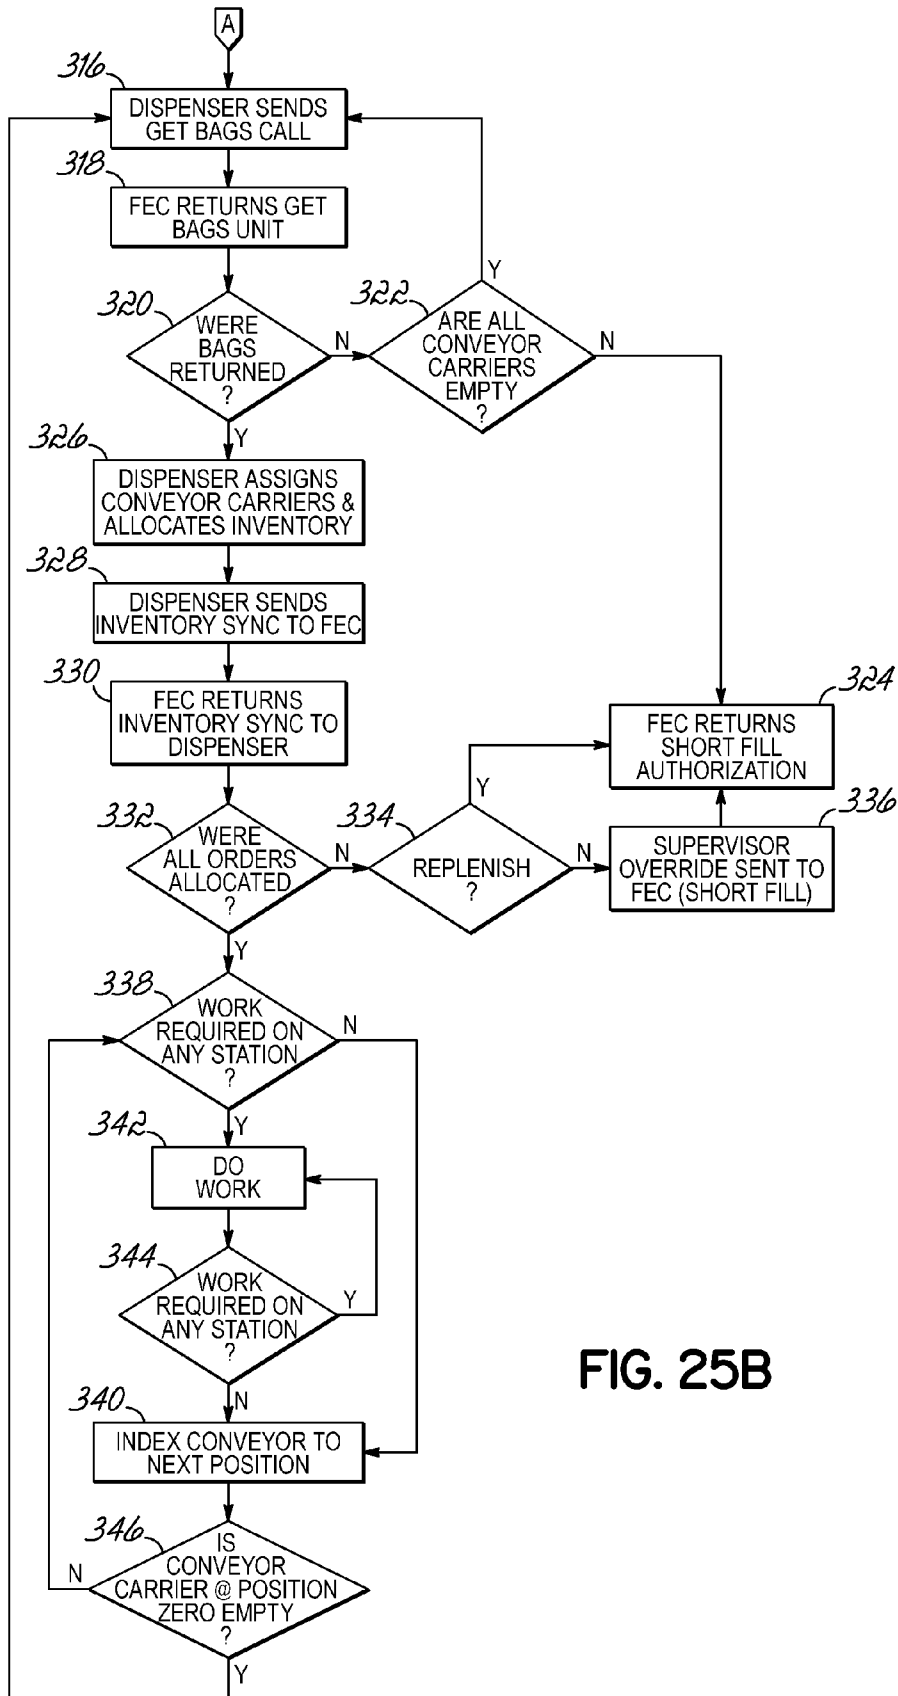 A
316
DISPENSER SENDS
GET BAGS CALL
318
FEC RETURNS GET
BAGS UNIT
320
WERE
BAGS
RETURNED
?
N
Y
322
ARE ALL
CONVEYOR
CARRIERS
EMPTY
?
Y
N
326
DISPENSER ASSIGNS
CONVEYOR CARRIERS &
ALLOCATES INVENTORY
328
DISPENSER SENDS
INVENTORY SYNC TO FEC
330
FEC RETURNS
INVENTORY SYNC TO
DISPENSER
324
FEC RETURNS
SHORT FILL
AUTHORIZATION
332
WERE
ALL ORDERS
ALLOCATED
?
N
Y
334
REPLENISH
?
Y
N
336
SUPERVISOR
OVERRIDE SENT TO
FEC (SHORT FILL)
338
WORK
REQUIRED ON
ANY STATION
?
N
Y
342
DO
WORK
344
WORK
REQUIRED ON
ANY STATION
?
Y
N
340
INDEX CONVEYOR TO
NEXT POSITION
346
IS
CONVEYOR
CARRIER @ POSITION
ZERO EMPTY
?
N
Y
FIG. 25B